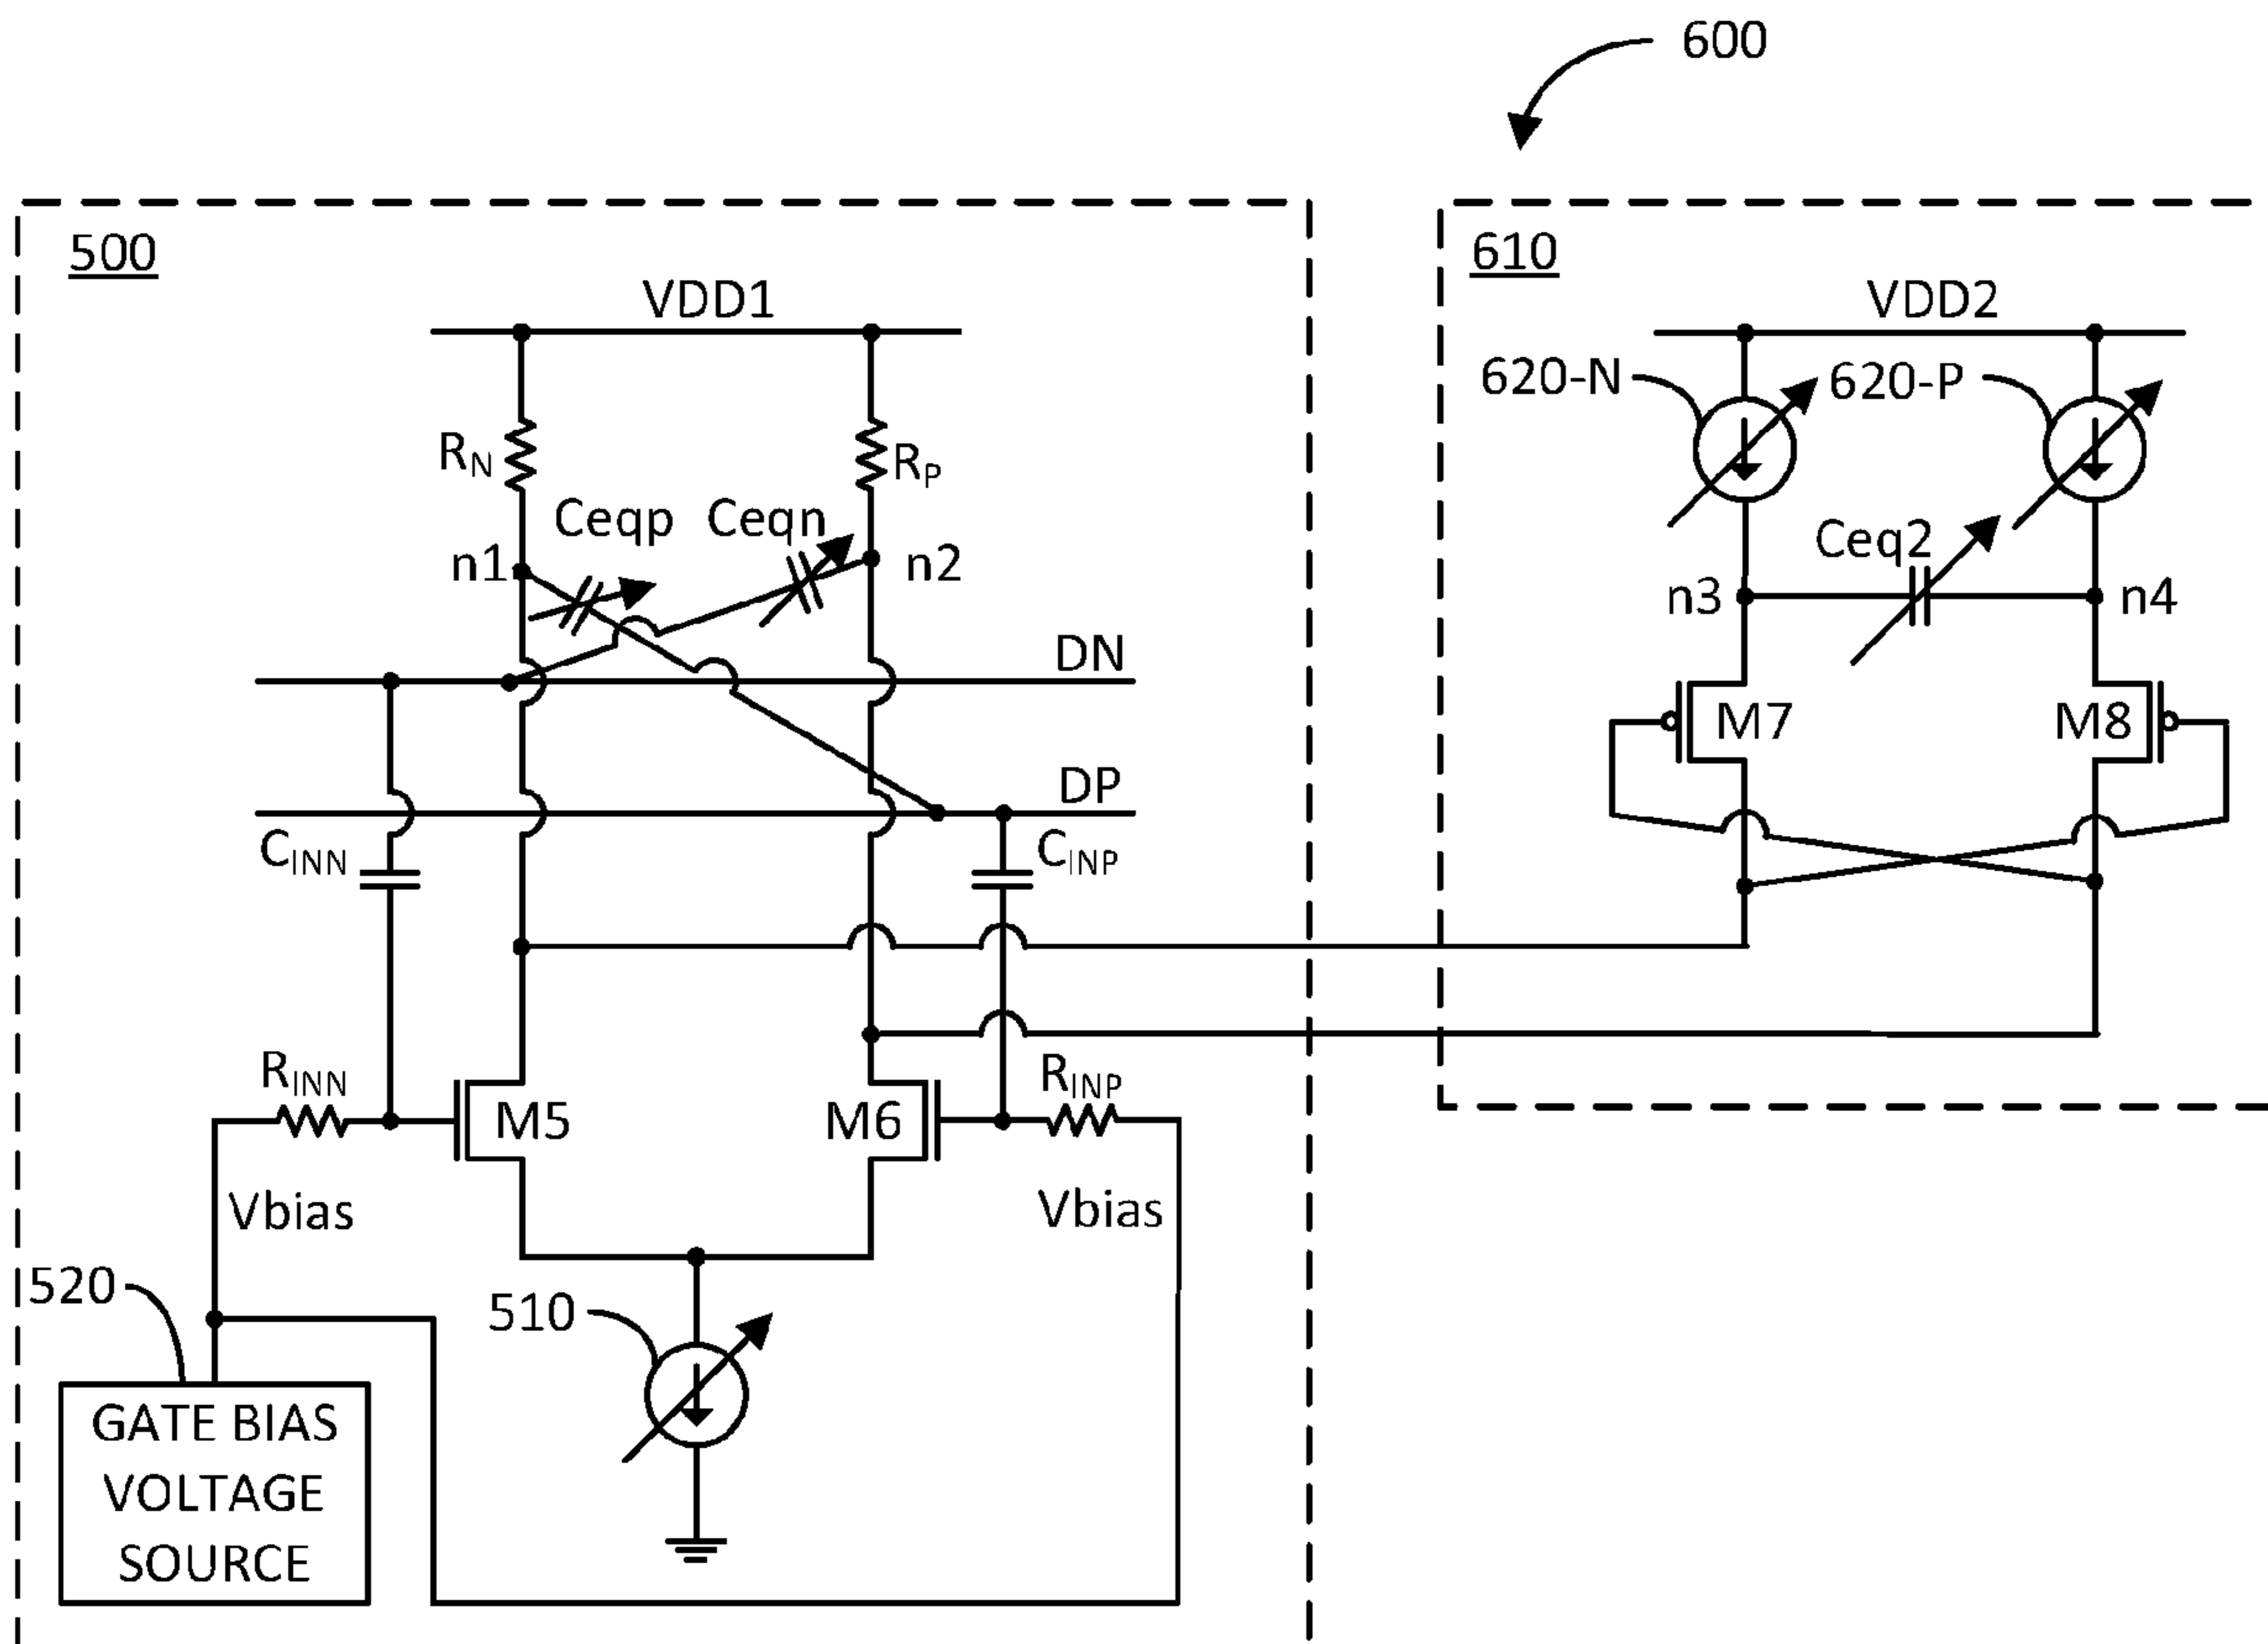 600
500
610
VDD1
VDD2
620-N
620-P
RN
RP
Ceqp
Ceqn
Ceq2
n1
n2
n3
n4
DN
M7
M8
DP
CINN
CINP
RINN
RINP
M5
M6
Vbias
Vbias
520
510
GATE BIAS
VOLTAGE
SOURCE